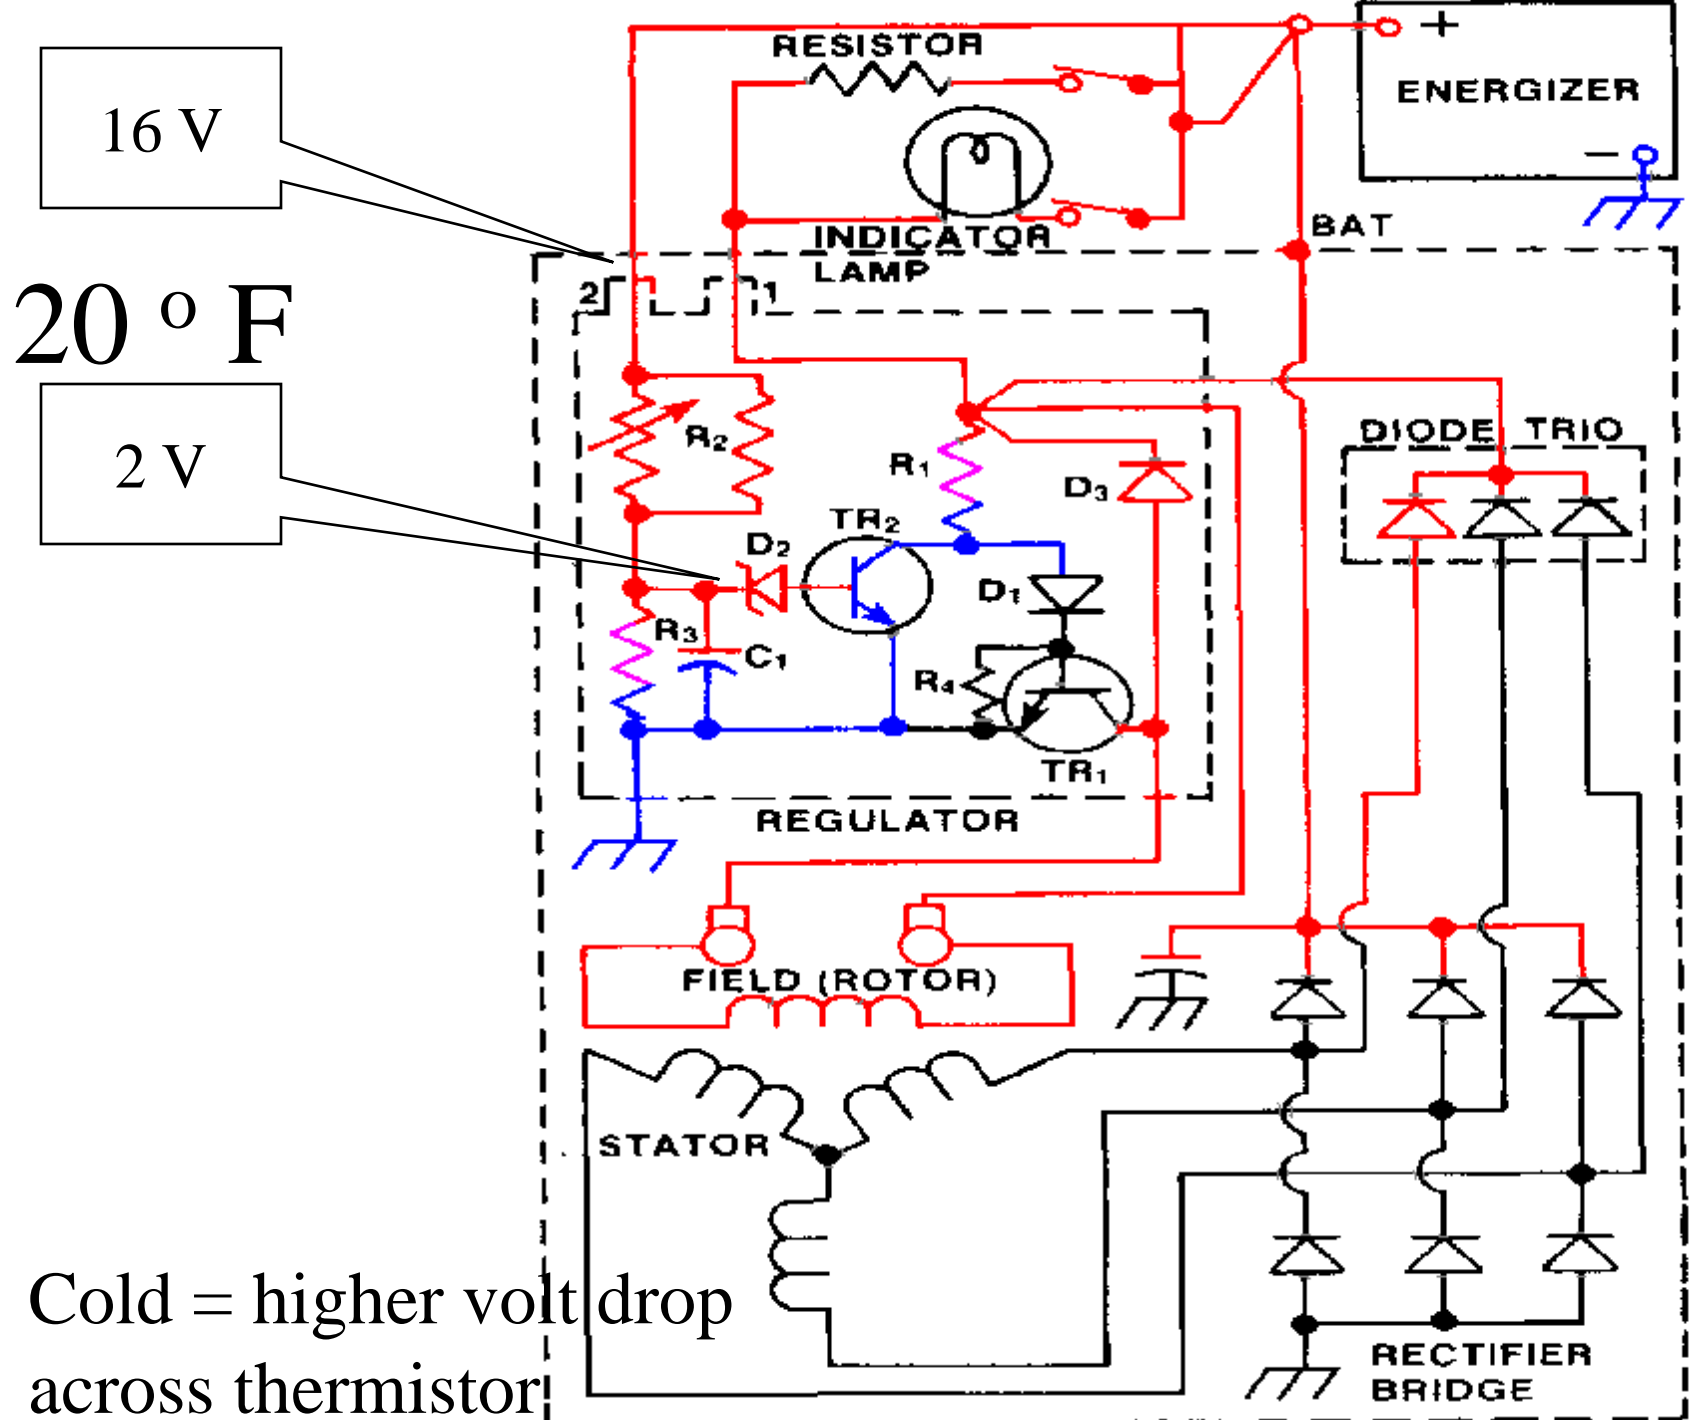 RESISTOR
+
ENERGIZER
16 V
INDICATOR
LAMP
BAT
2
1
20 ° F
R2
R1
DIODE TRIO
2 V
D3
TR2
D2
D1
R3
C1
R4
TR1
REGULATOR
FIELD (ROTOR)
STATOR
Cold = higher volt drop
across thermistor
RECTIFIER
BRIDGE